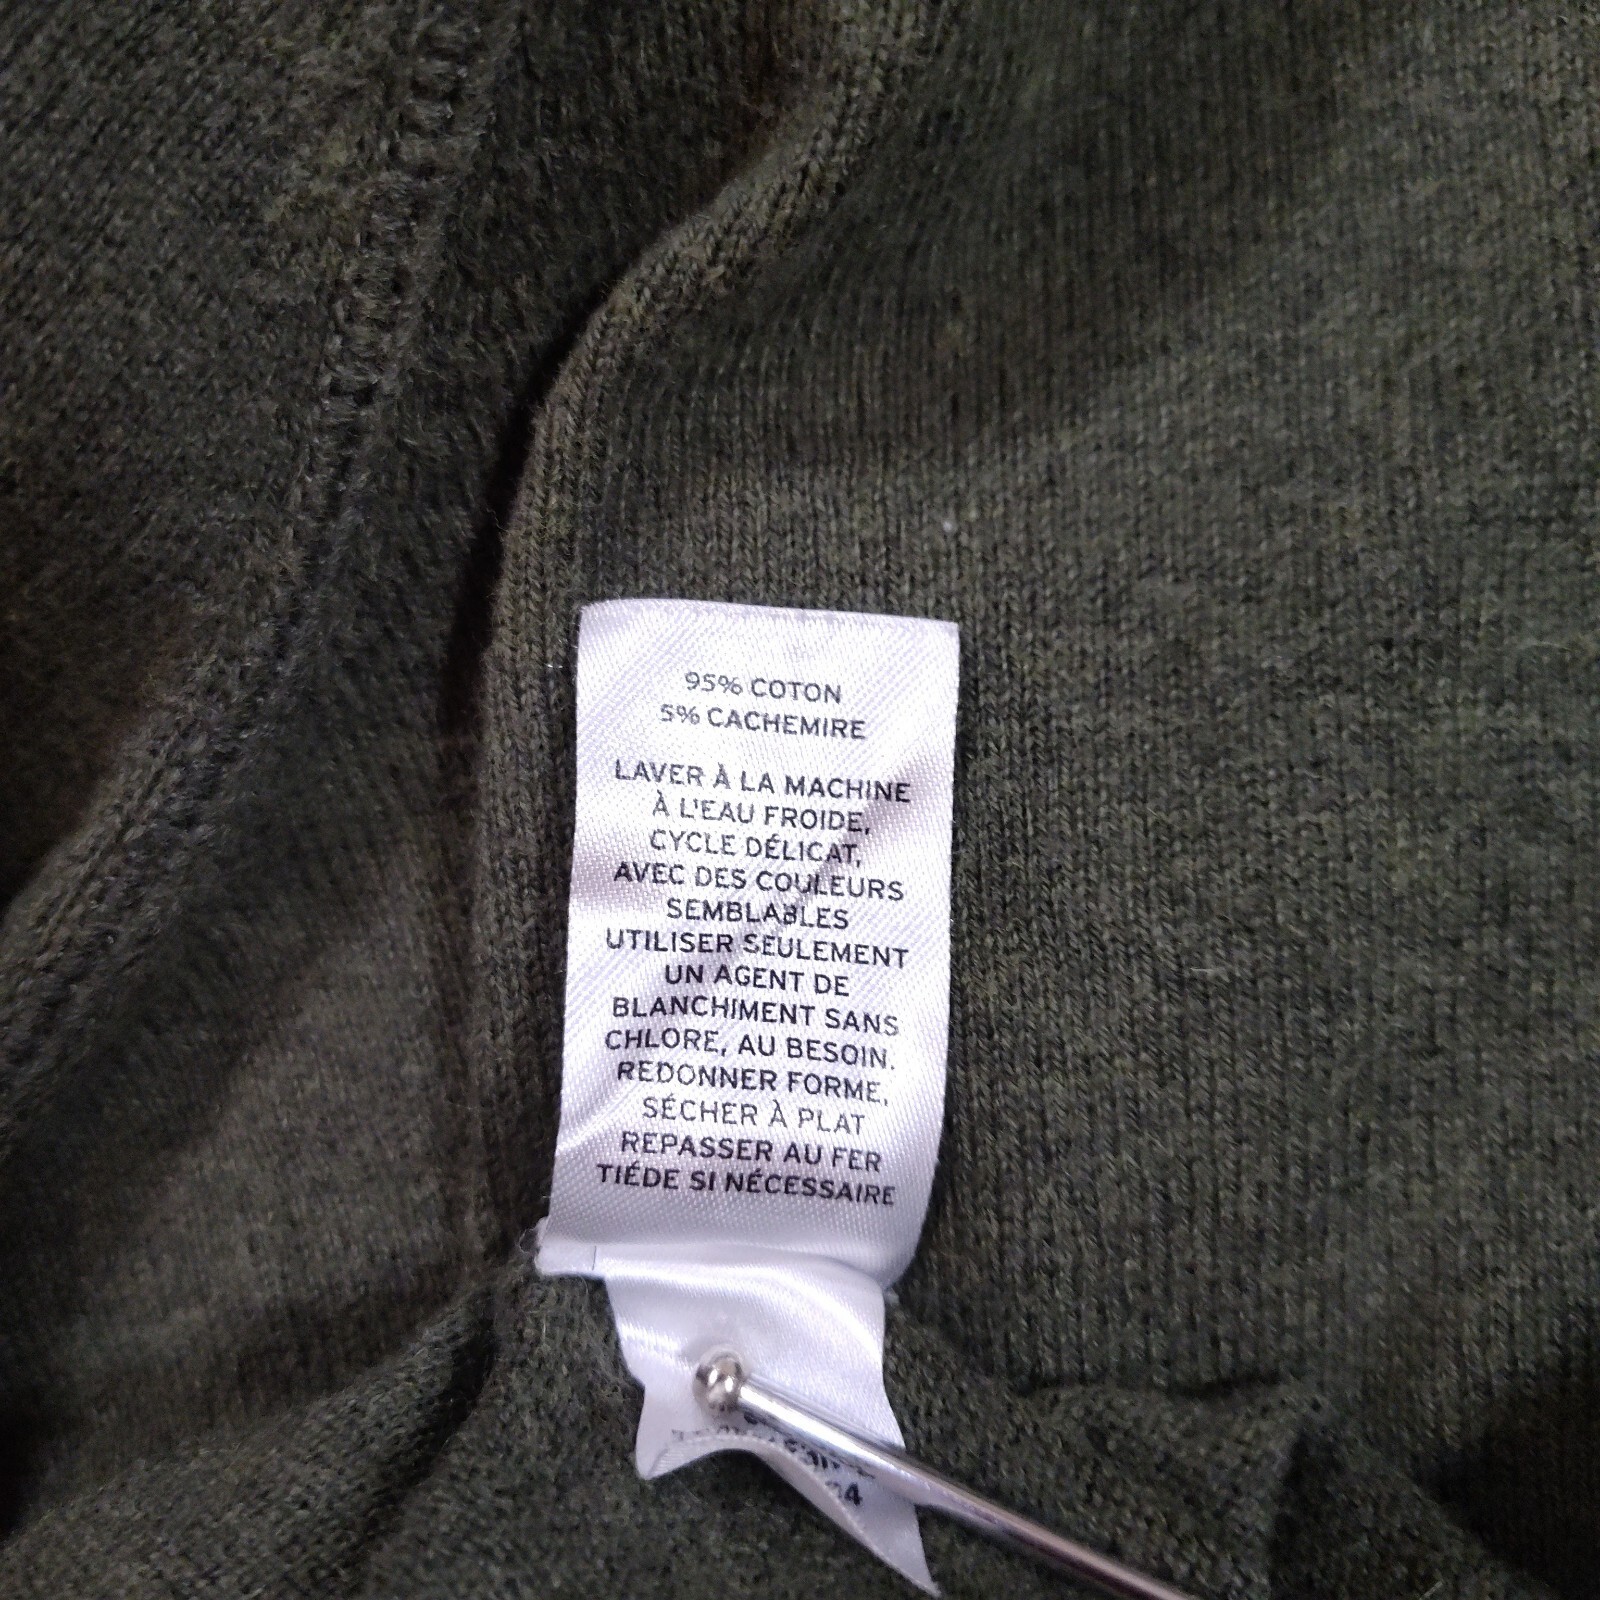 95% COTON
5% CACHEMIRE
LAVER À LA MACHINE
À L'EAU FROIDE,
CYCLE DÉLICAT,
AVEC DES COULEURS
SEMBLABLES
UTILISER SEULEMENT
UN AGENT DE
BLANCHIMENT SANS
CHLORE, AU BESOIN.
REDONNER FORME,
SÉCHER À PLAT
REPASSER AU FER
TIÉDE SI NÉCESSAIRE